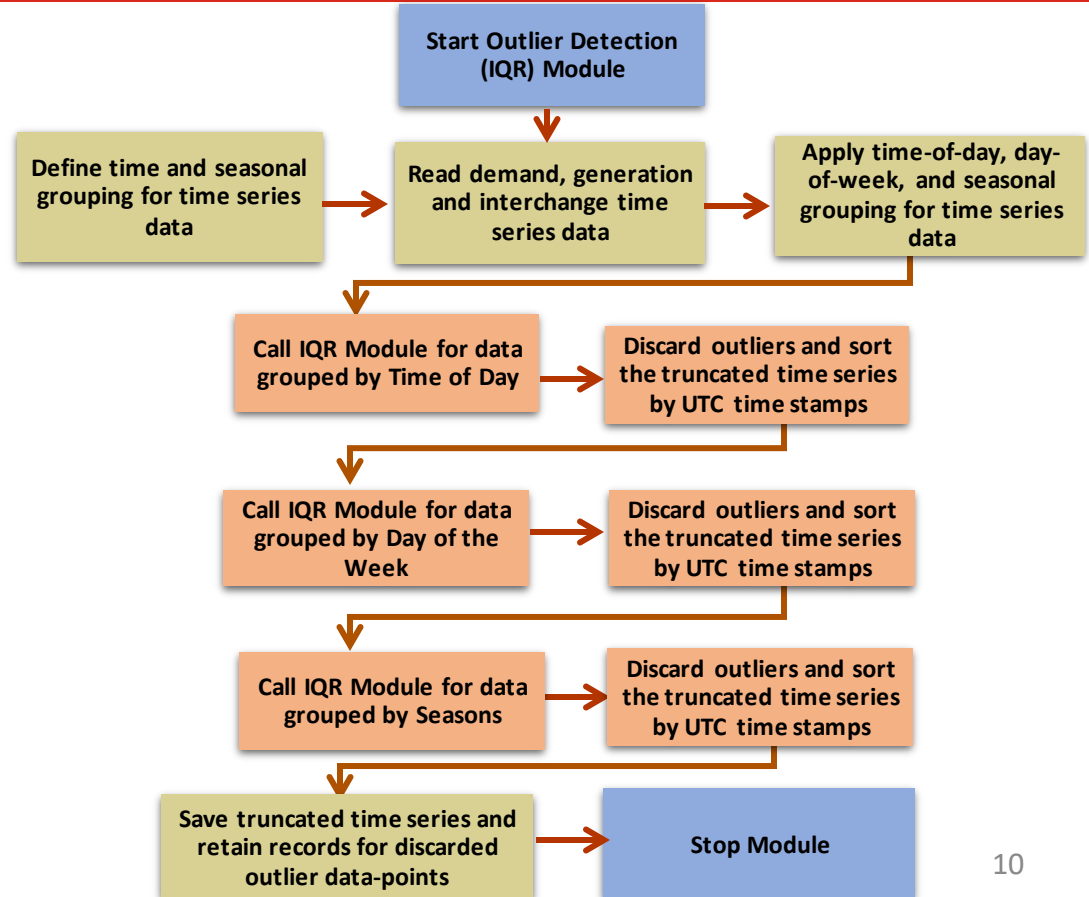 Start Outlier Detection
(IQR) Module
Define time and seasonal
grouping for time series
data
Read demand, generation
and interchange time
series data
Apply time-of-day, day-
of-week, and seasonal
grouping for time series
data
Call IQR Module for data
grouped by Time of Day
Discard outliers and sort
the truncated time series
by UTC time stamps
Call IQR Module for data
grouped by Day of the
Week
Discard outliers and sort
the truncated time series
by UTC time stamps
Call IQR Module for data
grouped by Seasons
Discard outliers and sort
the truncated time series
by UTC time stamps
Save truncated time series and
retain records for discarded
outlier data-points
Stop Module
10